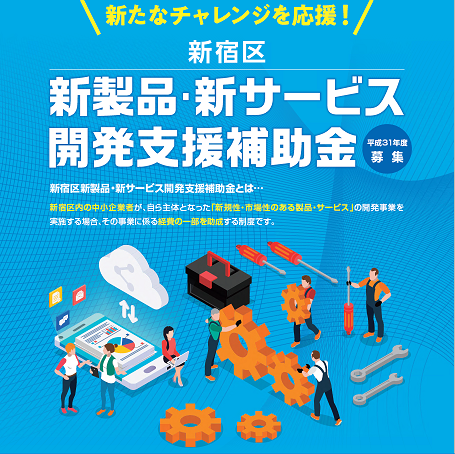 新たなチャレンジを応援！
新宿区
新製品・新サービス
開発支援補助金
平成31年度
募集
新宿区新製品・新サービス開発支援補助金とは…
新宿区内の中小企業者が、自ら主体となった「新規性・市場性のある製品・サービス」の開発事業を
実施する場合、その事業に係る経費の一部を助成する制度です。